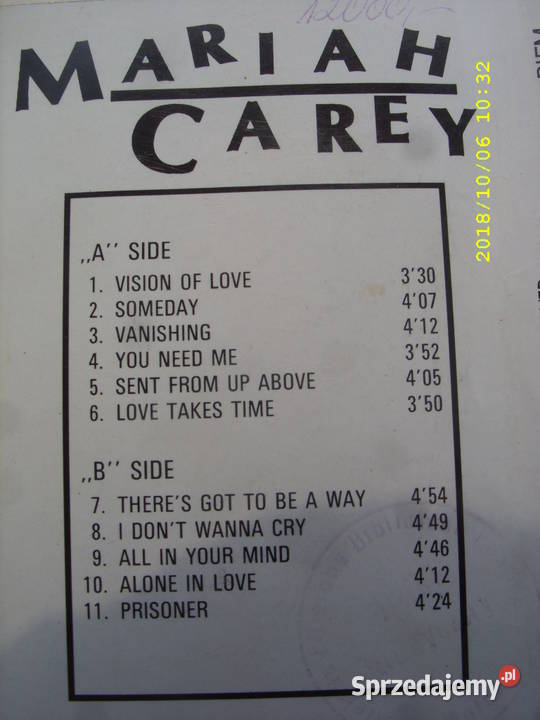 12000,-
MARIAH
CAREY
2018/10/06 10:32
„A'' SIDE
1. VISION OF LOVE 3'30
2. SOMEDAY 4'07
3. VANISHING 4'12
4. YOU NEED ME 3'52
5. SENT FROM UP ABOVE 4'05
6. LOVE TAKES TIME 3'50
„B'' SIDE
7. THERE'S GOT TO BE A WAY 4'54
8. I DON'T WANNA CRY 4'49
9. ALL IN YOUR MIND 4'46
10. ALONE IN LOVE 4'12
11. PRISONER 4'24
Sprzedajemy.pl